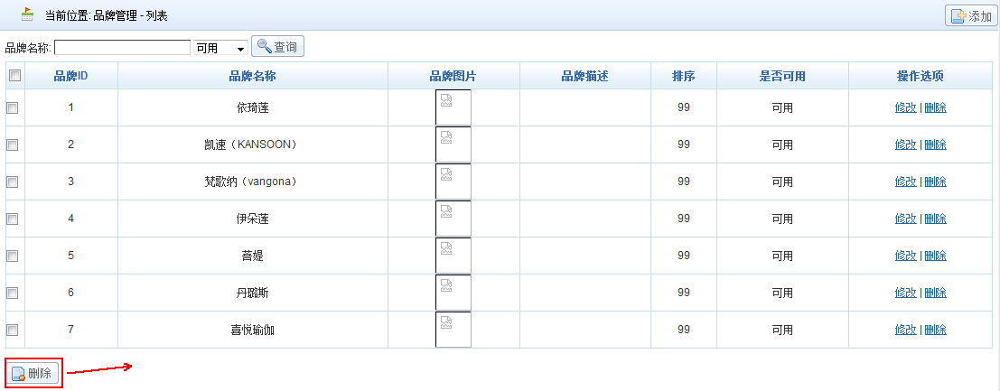 当前位置: 品牌管理 - 列表 添加
品牌名称: 可用 查询
品牌ID 品牌名称 品牌图片 品牌描述 排序 是否可用 操作选项
1 依琦莲 99 可用 修改 | 删除
2 凯速（KANSOON） 99 可用 修改 | 删除
3 梵歌纳（vangona） 99 可用 修改 | 删除
4 伊朵莲 99 可用 修改 | 删除
5 菩媞 99 可用 修改 | 删除
6 丹璐斯 99 可用 修改 | 删除
7 喜悦瑜伽 99 可用 修改 | 删除
删除